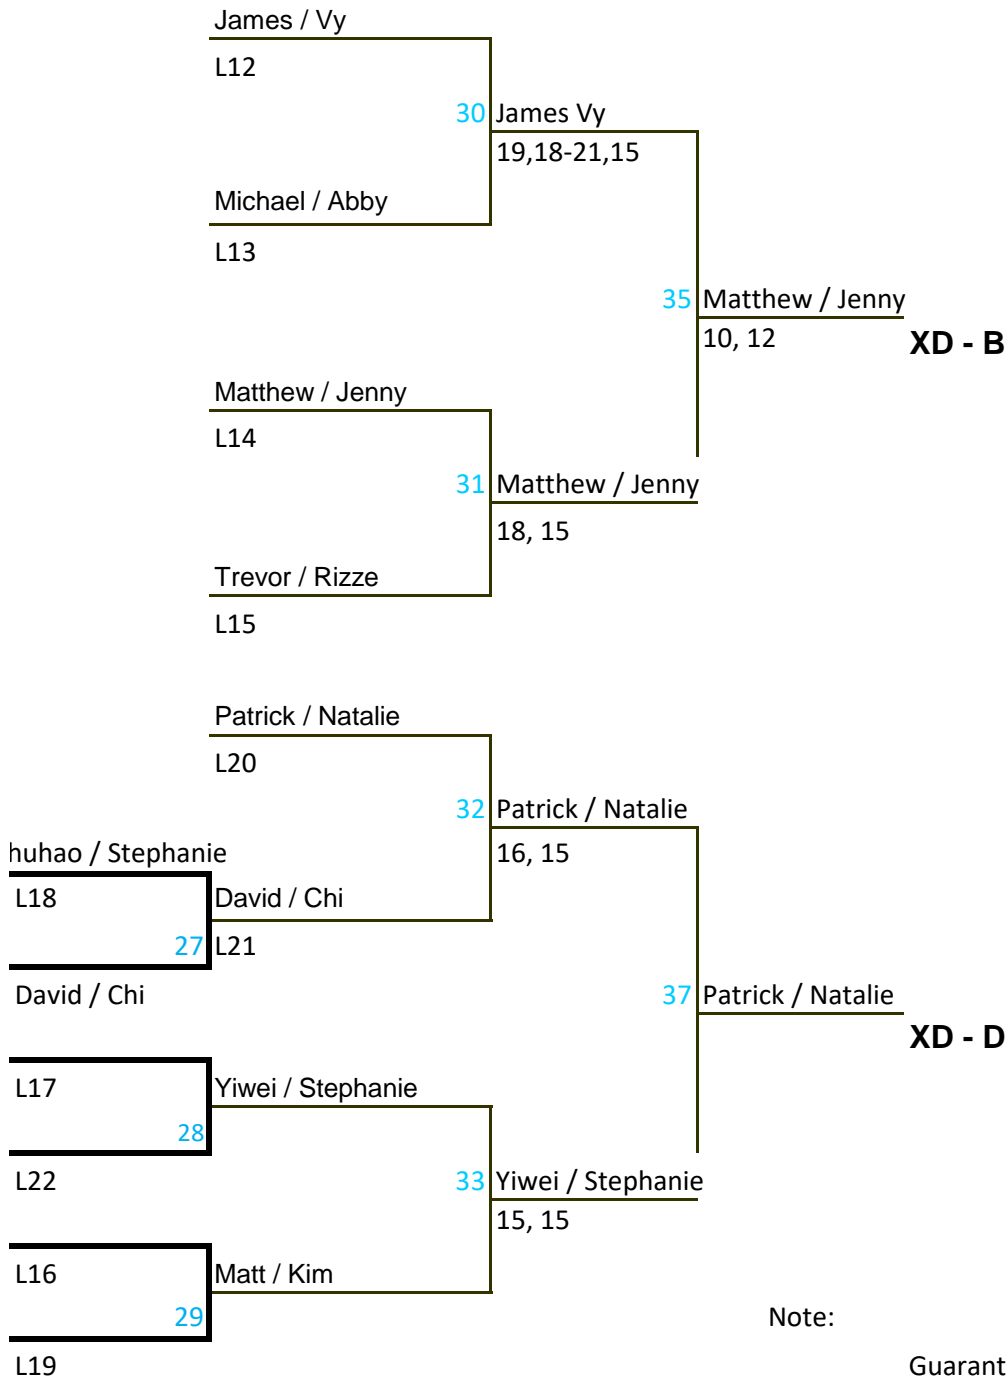 James / Vy
L12
30 James Vy
19,18-21,15
Michael / Abby
L13
35 Matthew / Jenny
10, 12
XD - B
Matthew / Jenny
L14
31 Matthew / Jenny
18, 15
Trevor / Rizze
L15
Patrick / Natalie
L20
32 Patrick / Natalie
huhao / Stephanie
16, 15
L18
David / Chi
27 L21
David / Chi
37 Patrick / Natalie
XD - D
L17
Yiwei / Stephanie
28
L22
33 Yiwei / Stephanie
15, 15
L16
Matt / Kim
29
Note:
L19
Guarant